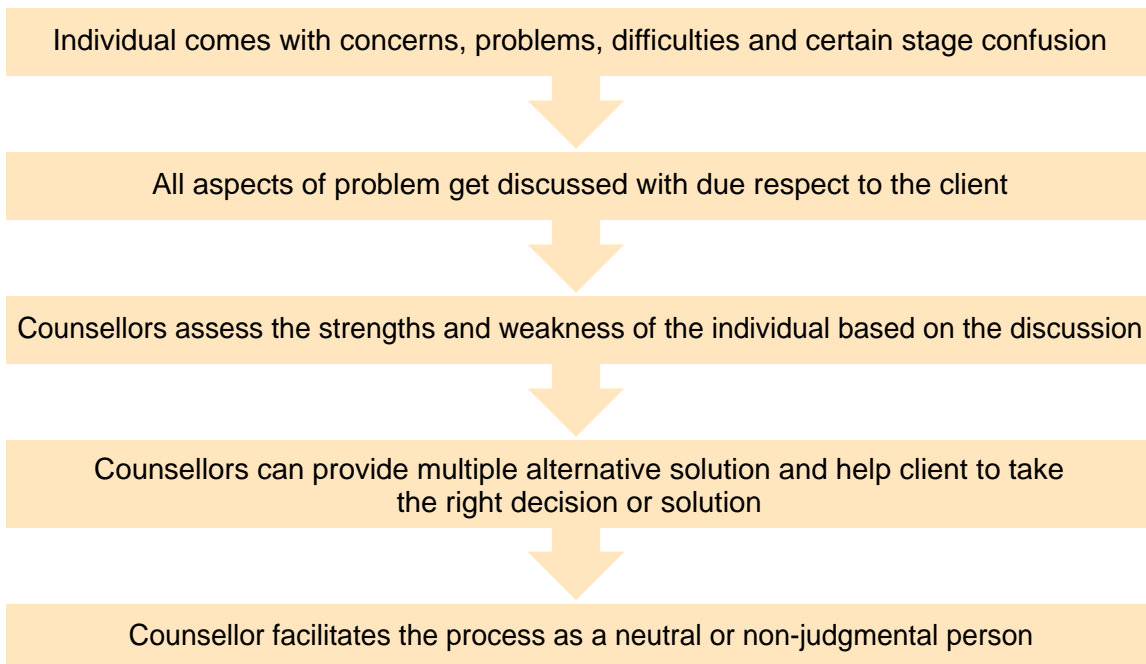 Individual comes with concerns, problems, difficulties and certain stage confusion
All aspects of problem get discussed with due respect to the client
Counsellors assess the strengths and weakness of the individual based on the discussion
Counsellors can provide multiple alternative solution and help client to take
the right decision or solution
Counsellor facilitates the process as a neutral or non-judgmental person